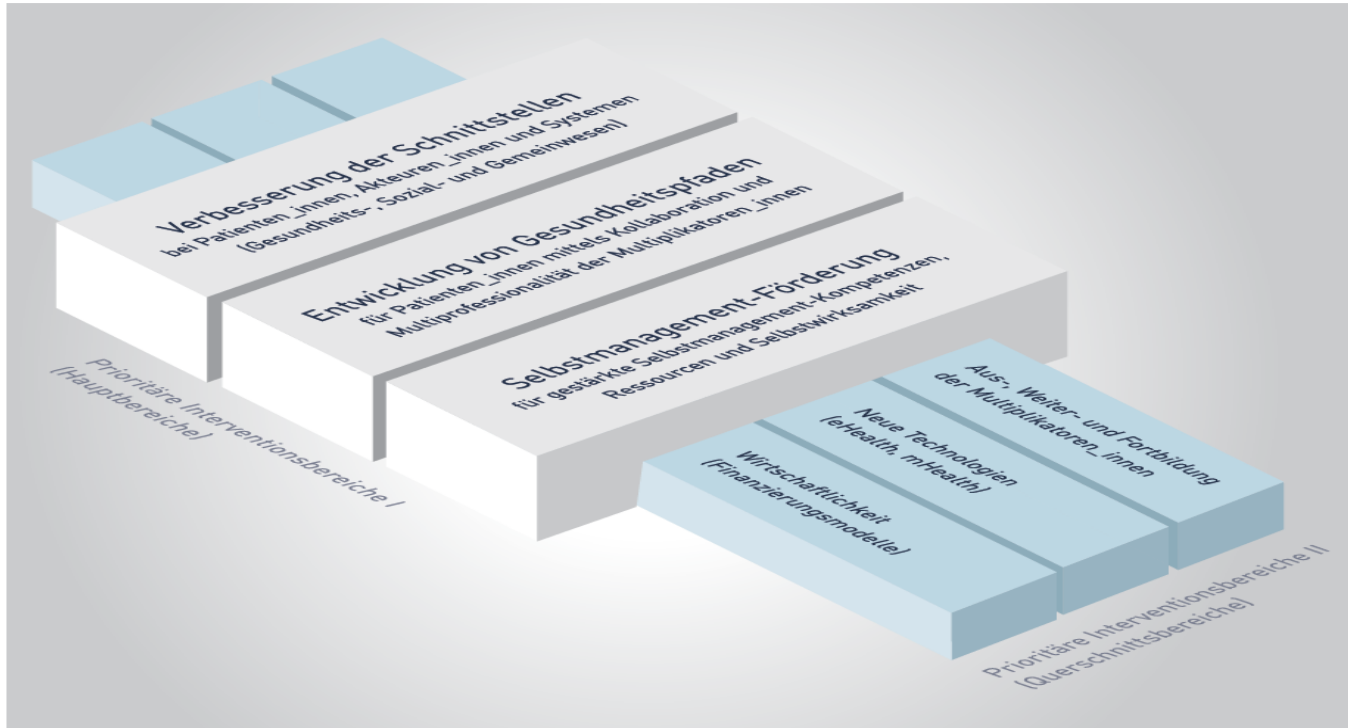 Verbesserung der Schnittstellen
bei Patienten_innen, Akteuren_innen und Systemen
(Gesundheits-, Sozial- und Gemeinwesen)
Entwicklung von Gesundheitspfaden
für Patienten_innen mittels Kollaboration und
Multiprofessionalität der Multiplikatoren_innen
Selbstmanagement-Förderung
für gestärkte Selbstmanagement-Kompetenzen,
Ressourcen und Selbstwirksamkeit
Prioritäre Interventionsbereiche I
(Hauptbereiche)
Aus-, Weiter- und Fortbildung
der Multiplikatoren_innen
Neue Technologien
(eHealth, mHealth)
Wirtschaftlichkeit
(Finanzierungsmodelle)
Prioritäre Interventionsbereiche II
(Querschnittsbereiche)